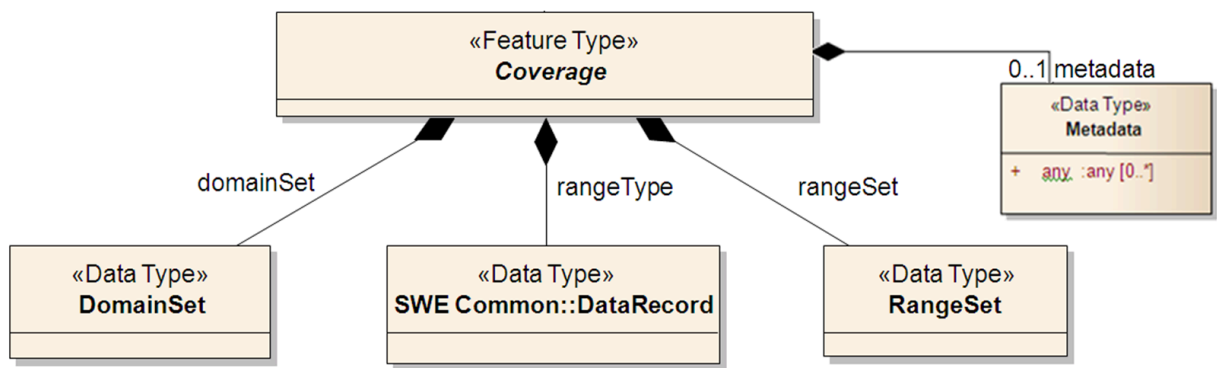 «Feature Type»
Coverage
0..1 metadata
«Data Type»
Metadata
+ any :any [0..*]
domainSet
rangeType
rangeSet
«Data Type»
DomainSet
«Data Type»
SWE Common::DataRecord
«Data Type»
RangeSet